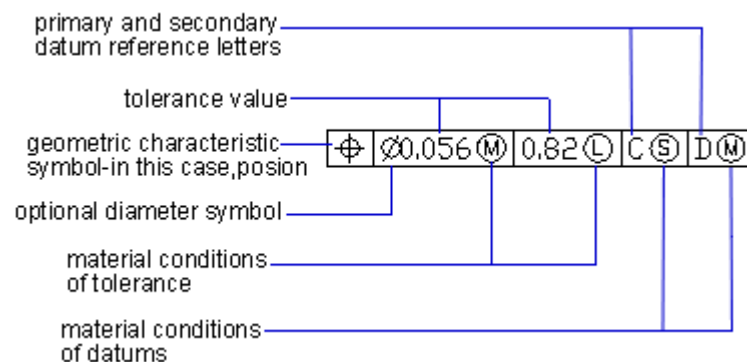 primary and secondary
datum reference letters
tolerance value
geometric characteristic
symbol-in this case,posion
⌖ ⌀0.056Ⓜ 0.82Ⓛ CⓈ DⓂ
optional diameter symbol
material conditions
of tolerance
material conditions
of datums